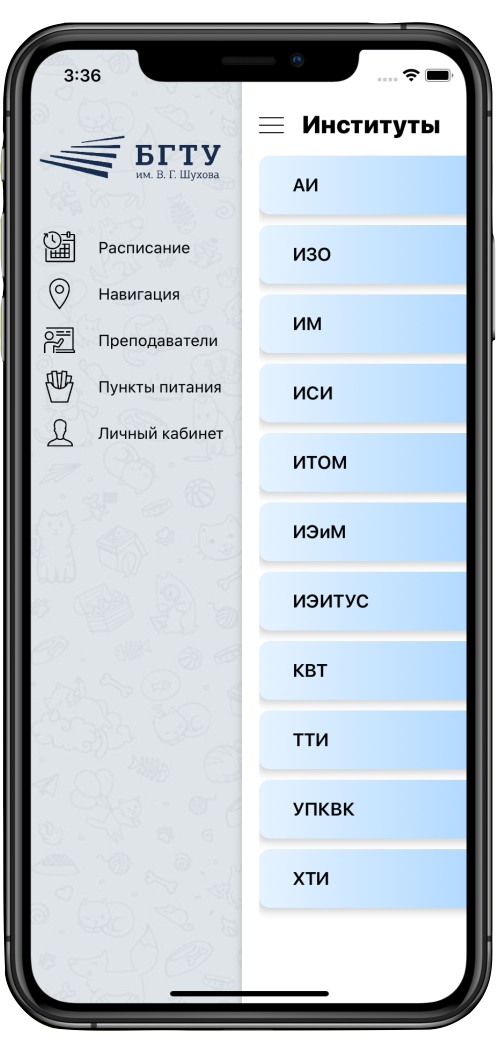 3:36
БГТУ
им. В. Г. Шухова
Расписание
Навигация
Преподаватели
Пункты питания
Личный кабинет
Институты
АИ
ИЗО
ИМ
ИСИ
ИТОМ
ИЭиМ
ИЭИТУС
КВТ
ТТИ
УПКВК
ХТИ